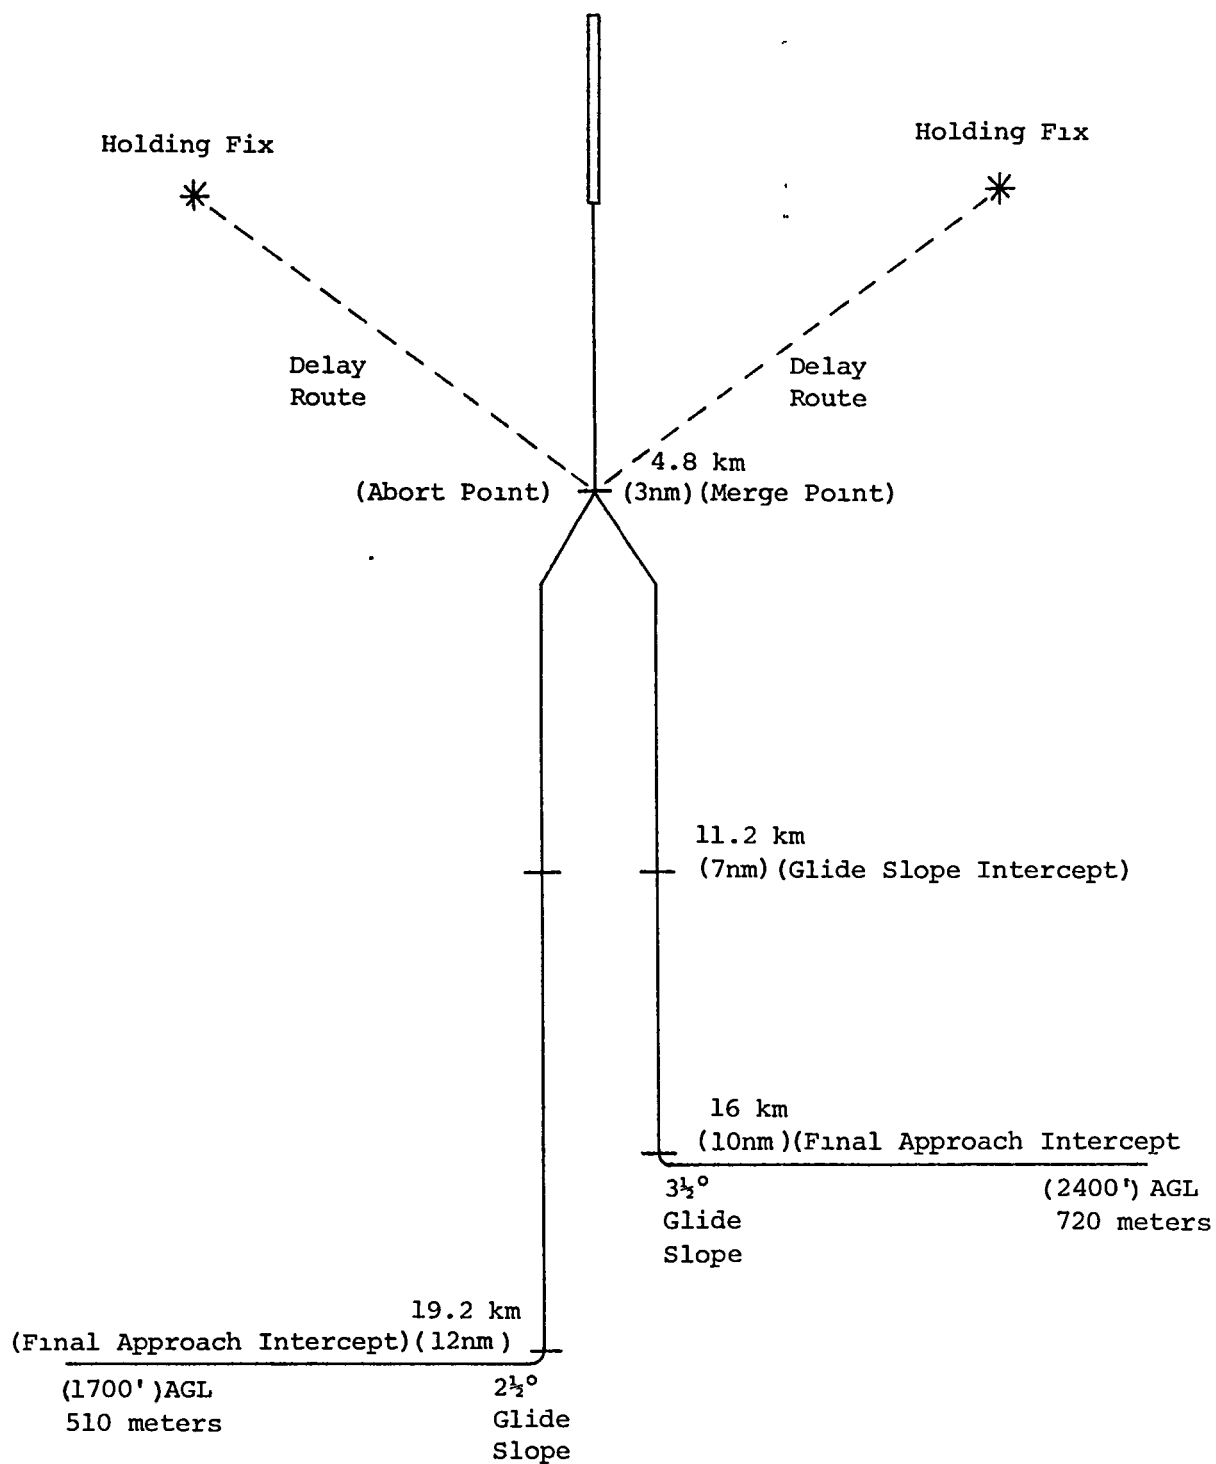 Holding Fix
Holding Fix
Delay
Route
Delay
Route
4.8 km
(Abort Point)
(3nm)(Merge Point)
11.2 km
(7nm)(Glide Slope Intercept)
16 km
(10nm)(Final Approach Intercept
3½°
Glide
Slope
(2400') AGL
720 meters
19.2 km
(Final Approach Intercept)(12nm)
(1700')AGL
510 meters
2½°
Glide
Slope